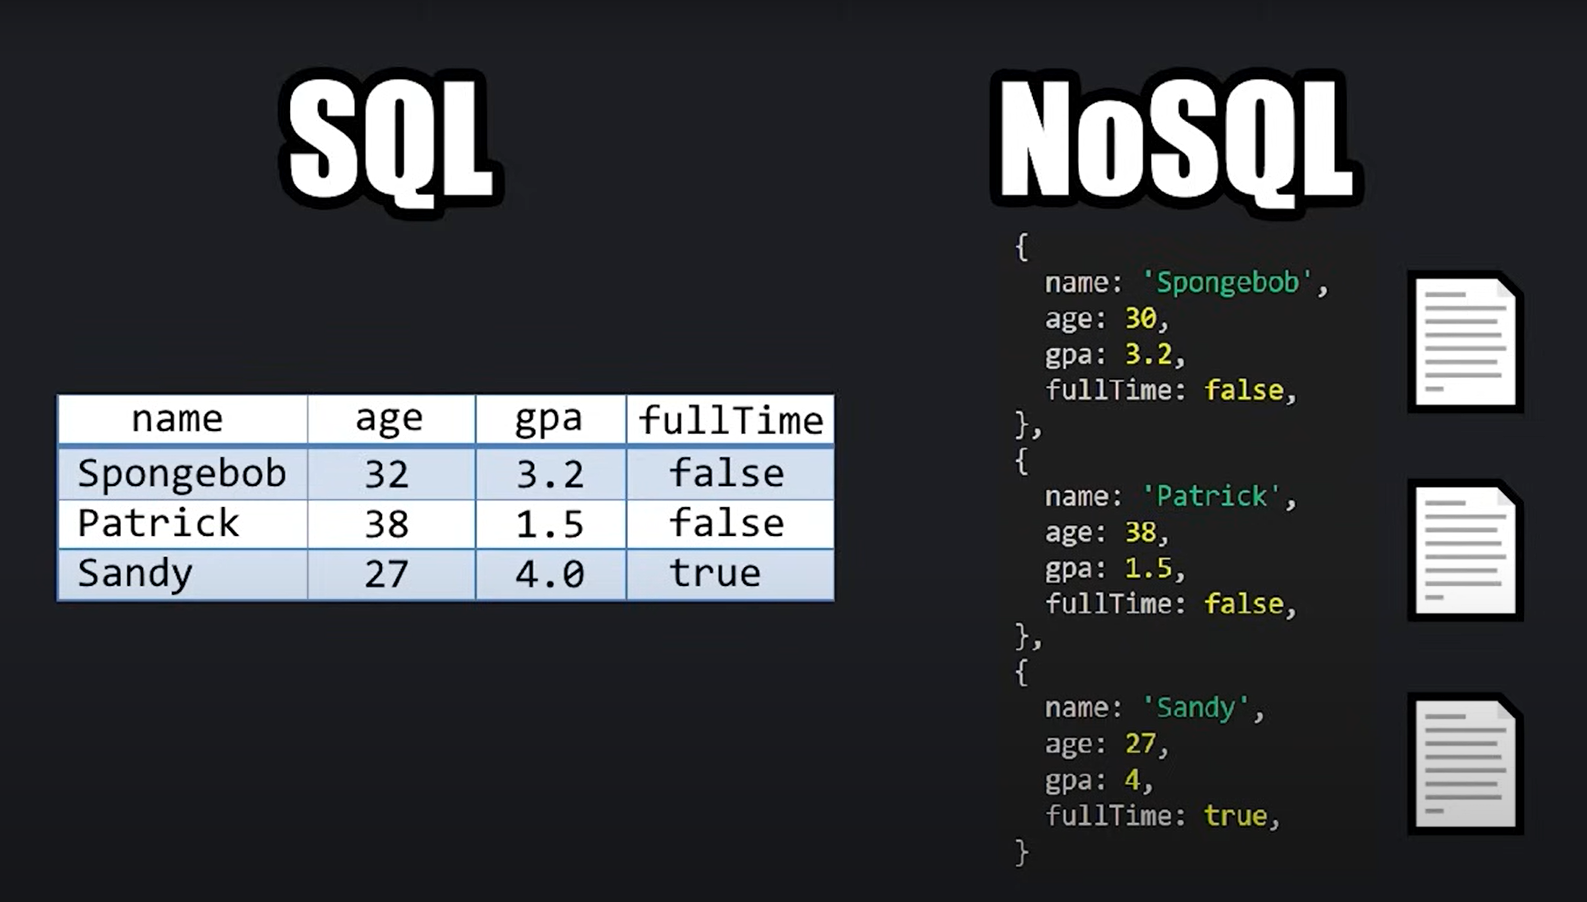 SQL
name age gpa fullTime
Spongebob 32 3.2 false
Patrick 38 1.5 false
Sandy 27 4.0 true
NoSQL
{
name: 'Spongebob',
age: 30,
gpa: 3.2,
fullTime: false,
},
{
name: 'Patrick',
age: 38,
gpa: 1.5,
fullTime: false,
},
{
name: 'Sandy',
age: 27,
gpa: 4,
fullTime: true,
}